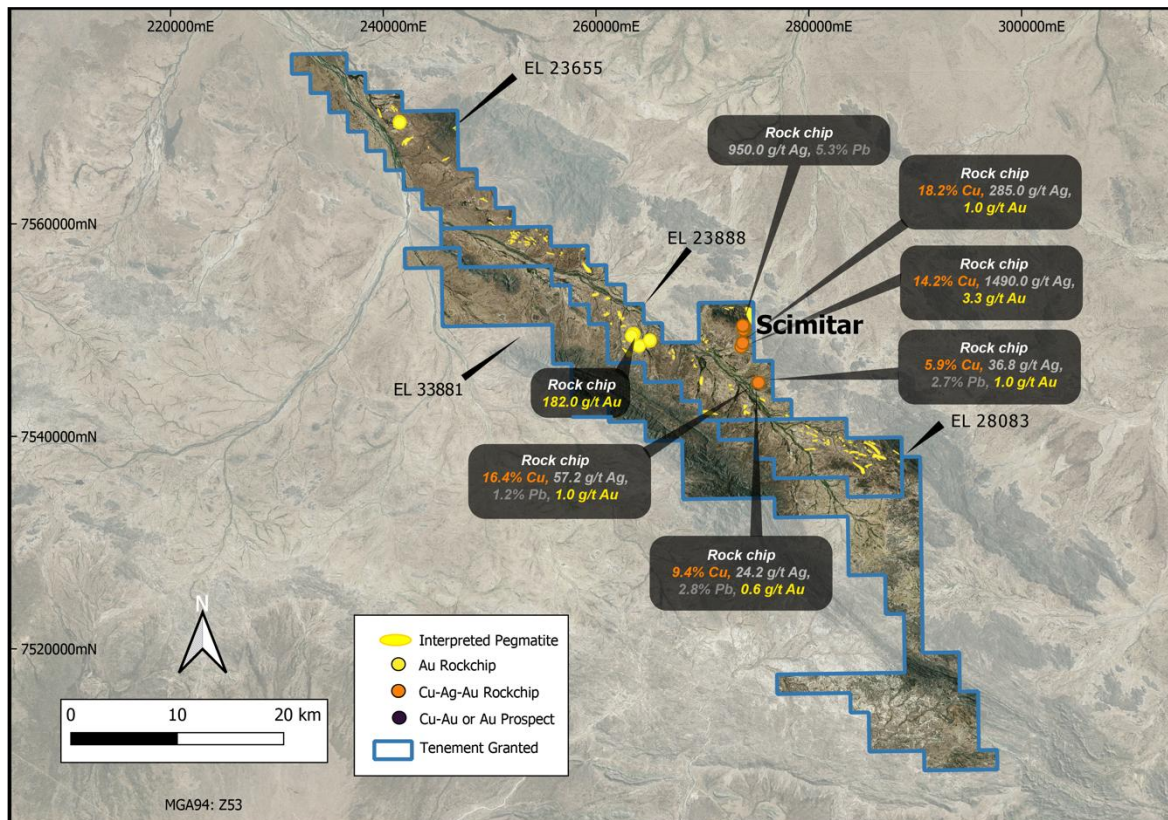 220000mE
240000mE
260000mE
280000mE
300000mE
EL 23655
Rock chip
950.0 g/t Ag, 5.3% Pb
Rock chip
18.2% Cu, 285.0 g/t Ag,
1.0 g/t Au
7560000mN
EL 23888
Rock chip
14.2% Cu, 1490.0 g/t Ag,
3.3 g/t Au
Scimitar
Rock chip
5.9% Cu, 36.8 g/t Ag,
2.7% Pb, 1.0 g/t Au
EL 33881
Rock chip
182.0 g/t Au
EL 28083
7540000mN
Rock chip
16.4% Cu, 57.2 g/t Ag,
1.2% Pb, 1.0 g/t Au
Rock chip
9.4% Cu, 24.2 g/t Ag,
2.8% Pb, 0.6 g/t Au
7520000mN
N
0 10 20 km
Interpreted Pegmatite
Au Rockchip
Cu-Ag-Au Rockchip
Cu-Au or Au Prospect
Tenement Granted
MGA94: Z53